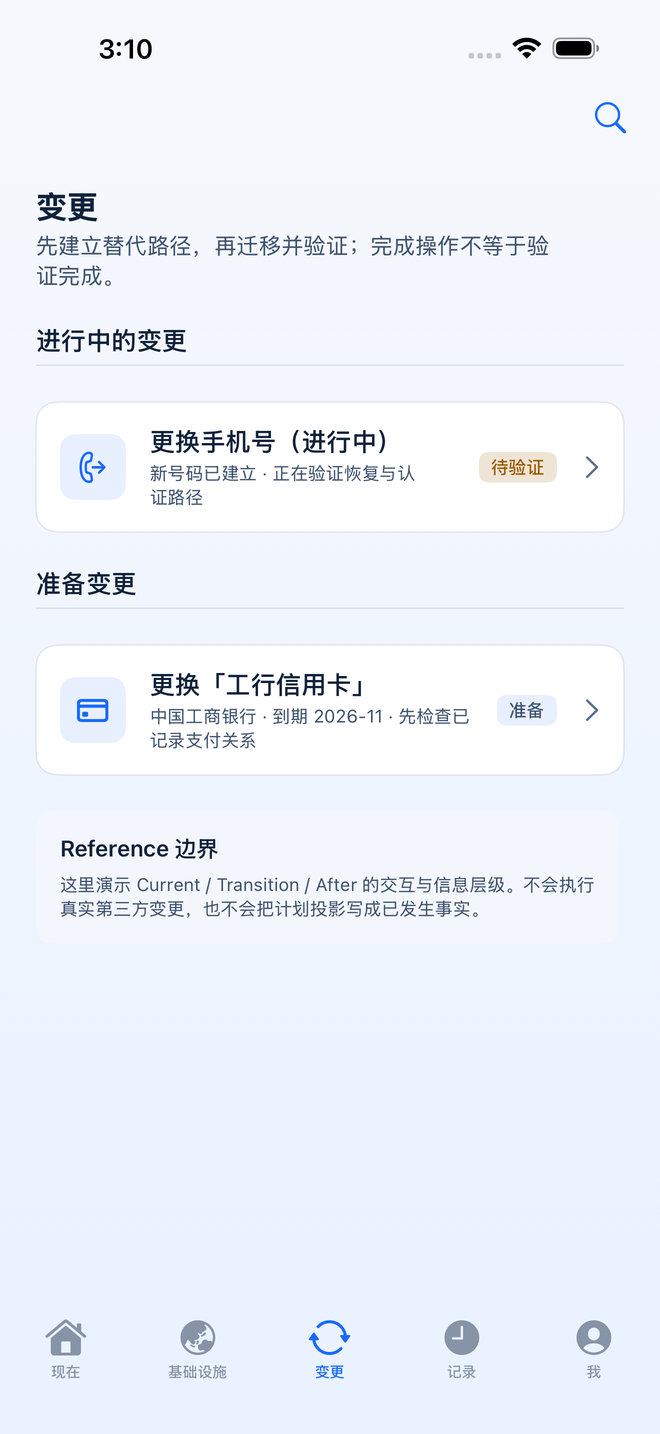 3:10
变更
先建立替代路径，再迁移并验证；完成操作不等于验
证完成。
进行中的变更
更换手机号（进行中）
新号码已建立 · 正在验证恢复与认
证路径
待验证
准备变更
更换「工行信用卡」
中国工商银行 · 到期 2026-11 · 先检查已
记录支付关系
准备
Reference 边界
这里演示 Current / Transition / After 的交互与信息层级。不会执行
真实第三方变更，也不会把计划投影写成已发生事实。
现在
基础设施
变更
记录
我